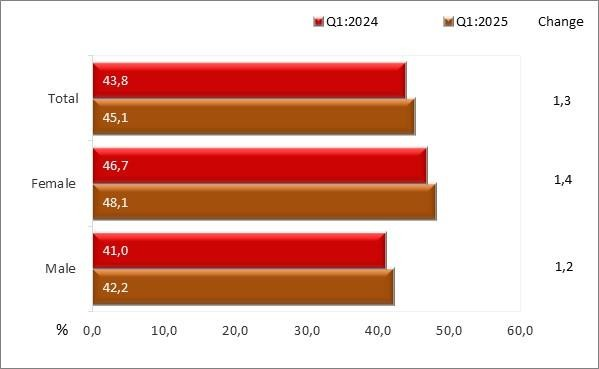 Q1:2024 Q1:2025 Change
Total 43,8 1,3
45,1
Female 46,7 1,4
48,1
Male 41,0 1,2
42,2
% 0,0 10,0 20,0 30,0 40,0 50,0 60,0